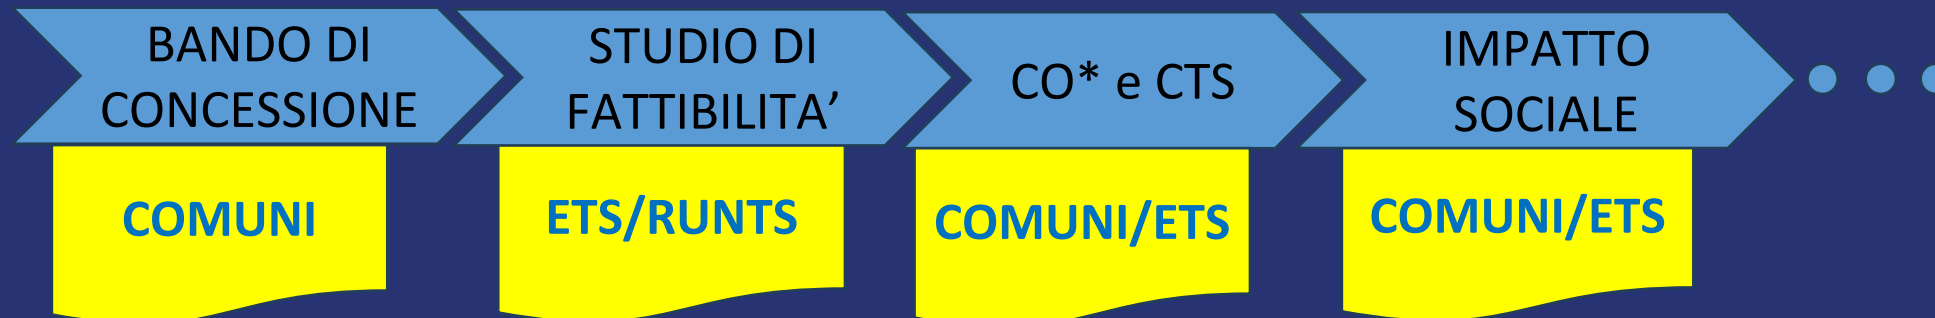 BANDO DI
CONCESSIONE
STUDIO DI
FATTIBILITA’
CO* e CTS
IMPATTO
SOCIALE
COMUNI
ETS/RUNTS
COMUNI/ETS
COMUNI/ETS